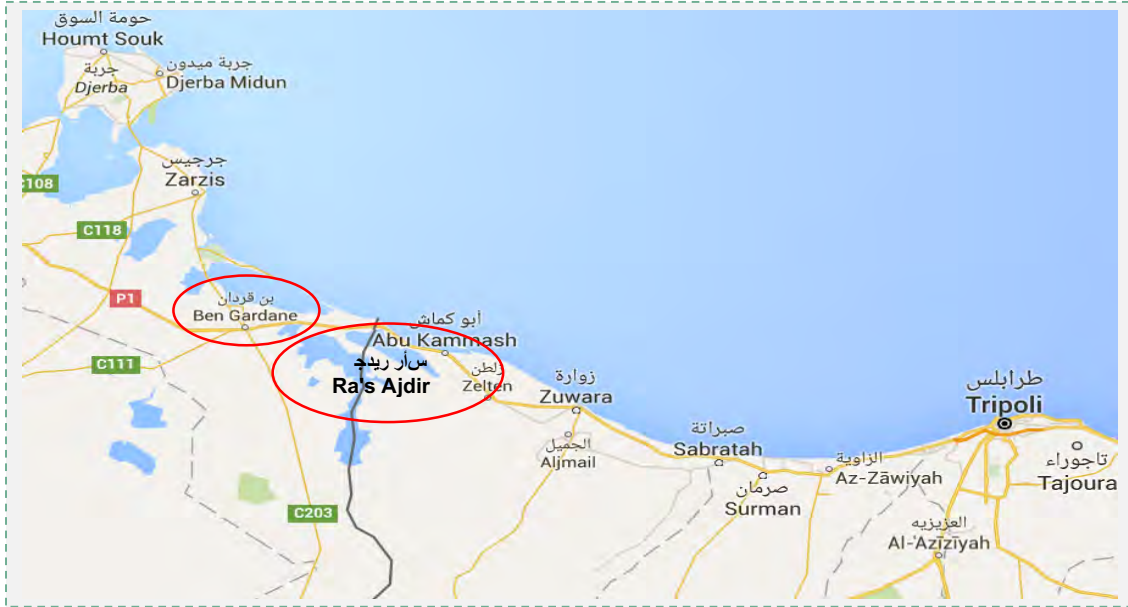 حومة السوق
Houmt Souk
جربة
Djerba
جربة ميدون
Djerba Midun
جرجيس
Zarzis
C108
C118
بن قردان
Ben Gardane
P1
أبو كماش
Abu Kammash
C111
سأر ريدج
Ra's Ajdir
زلطن
Zelten
زوارة
Zuwara
طرابلس
Tripoli
الجميل
Aljmail
صبراتة
Sabratah
الزاوية
Az-Zāwiyah
تاجوراء
Tajoura
صرمان
Surman
C203
العزيزيه
Al-'Azīzīyah